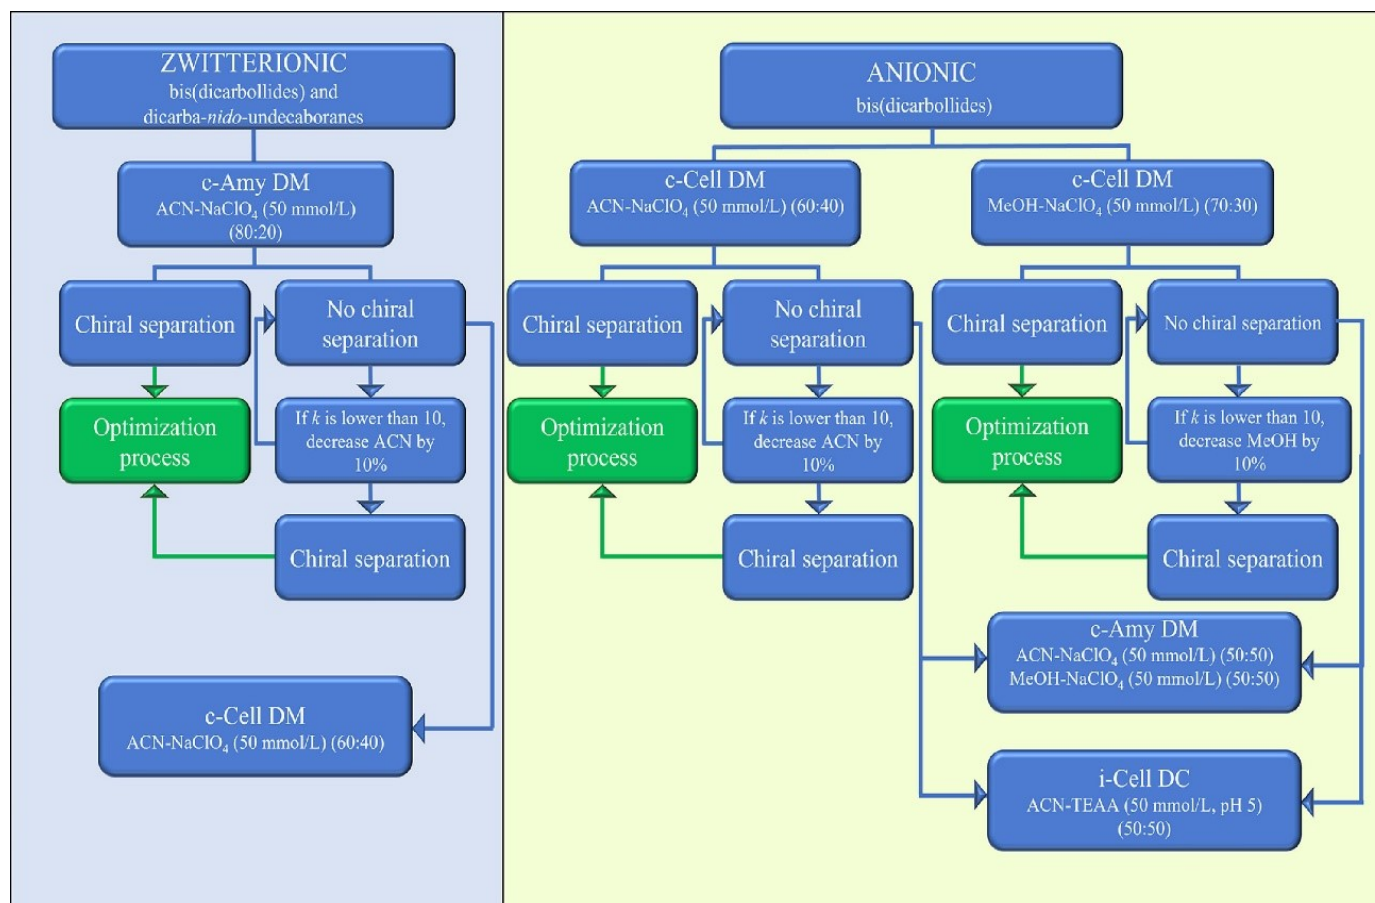 ZWITTERIONIC
bis(dicarbollides) and
dicarba-nido-undecaboranes
c-Amy DM
ACN-NaClO₄ (50 mmol/L)
(80:20)
Chiral separation
No chiral
separation
Optimization
process
If k is lower than 10,
decrease ACN by
10%
Chiral separation
c-Cell DM
ACN-NaClO₄ (50 mmol/L) (60:40)
ANIONIC
bis(dicarbollides)
c-Cell DM
ACN-NaClO₄ (50 mmol/L) (60:40)
Chiral separation
No chiral
separation
Optimization
process
If k is lower than 10,
decrease ACN by
10%
Chiral separation
c-Cell DM
MeOH-NaClO₄ (50 mmol/L) (70:30)
Chiral separation
No chiral separation
Optimization
process
If k is lower than 10,
decrease MeOH by
10%
Chiral separation
c-Amy DM
ACN-NaClO₄ (50 mmol/L) (50:50)
MeOH-NaClO₄ (50 mmol/L) (50:50)
i-Cell DC
ACN-TEAA (50 mmol/L, pH 5)
(50:50)